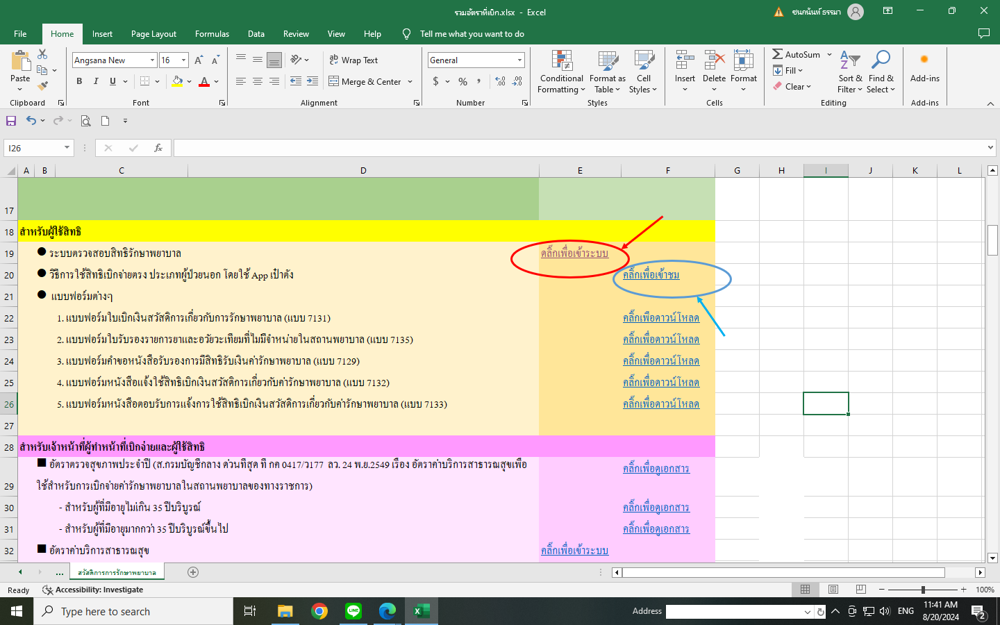 รวมอัตราที่เบิก.xlsx - Excel
ชนกนันท์ ธรรมา
File Home Insert Page Layout Formulas Data Review View Help Tell me what you want to do
Angsana New 16 Wrap Text General AutoSum
Paste Conditional Formatting Format as Table Cell Styles Insert Delete Format Fill Sort & Filter Find & Select Add-ins
B I U A Merge & Center $ % , Clear
Clipboard Font Alignment Number Styles Cells Editing Add-ins
I26 fx
A B C D E F G H I J K L
17
18 สำหรับผู้ใช้สิทธิ
19 ● ระบบตรวจสอบสิทธิรักษาพยาบาล คลิ๊กเพื่อเข้าระบบ
20 ● วิธีการใช้สิทธิเบิกจ่ายตรง ประเภทผู้ป่วยนอก โดยใช้ App เป๋าตัง คลิ๊กเพื่อเข้าชม
21 ● แบบฟอร์มต่างๆ
22 1. แบบฟอร์มใบเบิกเงินสวัสดิการเกี่ยวกับการรักษาพยาบาล (แบบ 7131) คลิ๊กเพื่อดาวน์โหลด
23 2. แบบฟอร์มใบรับรองรายการยาและอวัยวะเทียมที่ไม่มีจำหน่ายในสถานพยาบาล (แบบ 7135) คลิ๊กเพื่อดาวน์โหลด
24 3. แบบฟอร์มคำขอหนังสือรับรองการมีสิทธิรับเงินค่ารักษาพยาบาล (แบบ 7129) คลิ๊กเพื่อดาวน์โหลด
25 4. แบบฟอร์มหนังสือแจ้งใช้สิทธิเบิกเงินสวัสดิการเกี่ยวกับค่ารักษาพยาบาล (แบบ 7132) คลิ๊กเพื่อดาวน์โหลด
26 5. แบบฟอร์มหนังสือตอบรับการแจ้งการใช้สิทธิเบิกเงินสวัสดิการเกี่ยวกับค่ารักษาพยาบาล (แบบ 7133) คลิ๊กเพื่อดาวน์โหลด
27
28 สำหรับเจ้าหน้าที่ผู้ทำหน้าที่เบิกจ่ายและผู้ใช้สิทธิ
■ อัตราตรวจสุขภาพประจำปี (ส.กรมบัญชีกลาง ด่วนที่สุด ที่ กค 0417/ว177 ลว. 24 พ.ย.2549 เรื่อง อัตราค่าบริการสาธารณสุขเพื่อ คลิ๊กเพื่อดูเอกสาร
29 ใช้สำหรับการเบิกจ่ายค่ารักษาพยาบาลในสถานพยาบาลของทางราชการ)
30 - สำหรับผู้ที่มีอายุไม่เกิน 35 ปีบริบูรณ์ คลิ๊กเพื่อดูเอกสาร
31 - สำหรับผู้ที่มีอายุมากกว่า 35 ปีบริบูรณ์ขึ้นไป คลิ๊กเพื่อดูเอกสาร
32 ■ อัตราค่าบริการสาธารณสุข คลิ๊กเพื่อเข้าระบบ
... สวัสดิการการรักษาพยาบาล
Ready Accessibility: Investigate 100%
Type here to search Address ENG 11:41 AM
8/20/2024 2